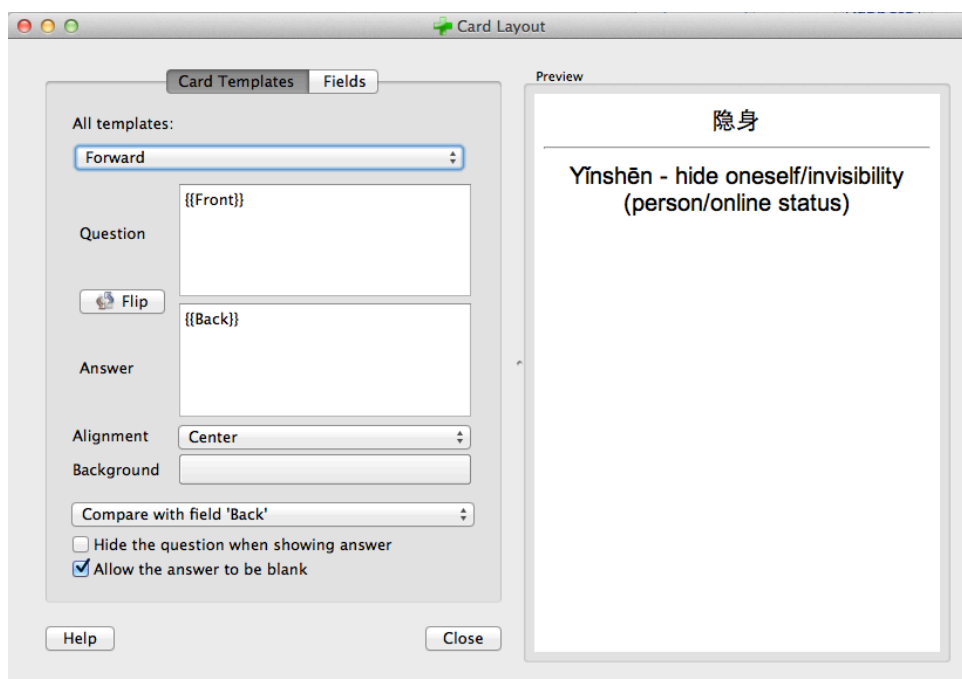 Card Layout
Card Templates
Fields
All templates:
Forward
Question
{{Front}}
Flip
Answer
{{Back}}
Alignment
Center
Background
Compare with field 'Back'
Hide the question when showing answer
Allow the answer to be blank
Help
Close
Preview
隐身
Yǐnshēn - hide oneself/invisibility
(person/online status)